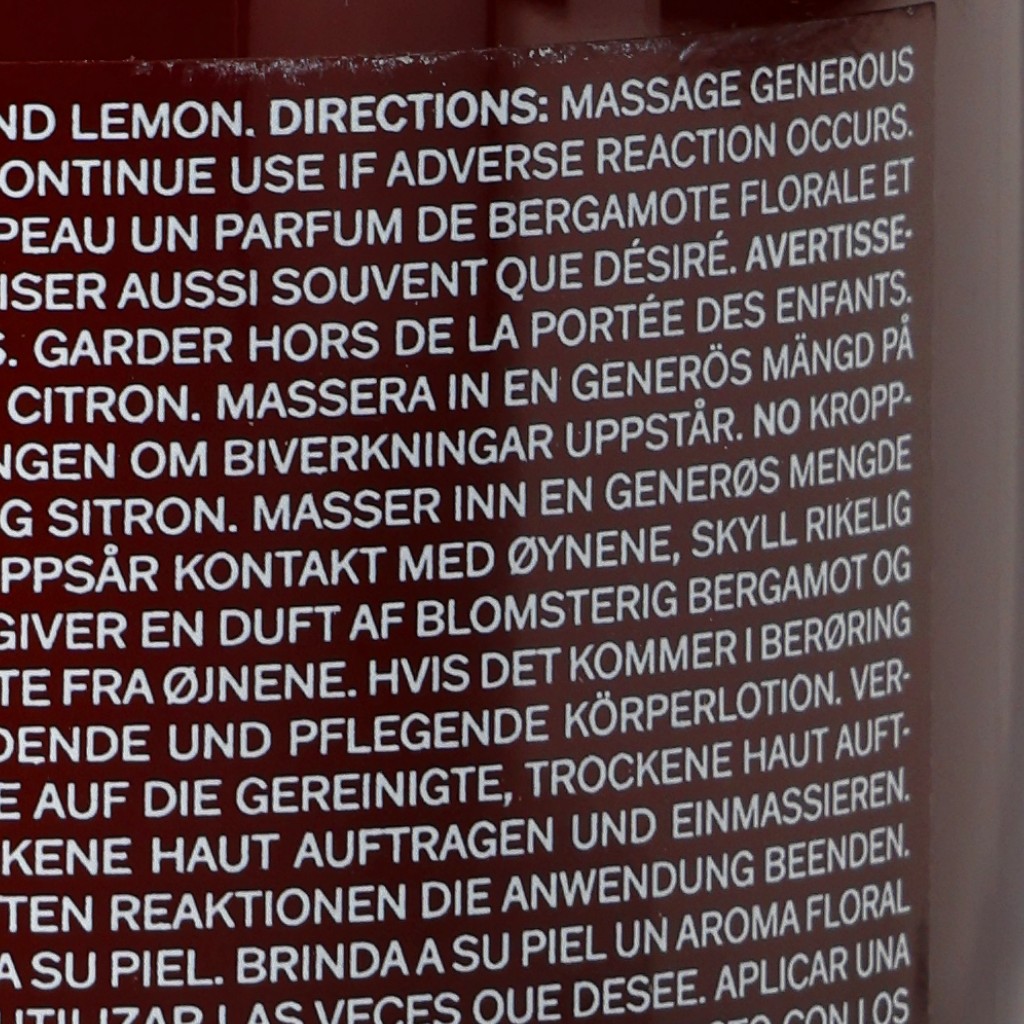 ND LEMON. DIRECTIONS: MASSAGE GENEROUS
ONTINUE USE IF ADVERSE REACTION OCCURS.
PEAU UN PARFUM DE BERGAMOTE FLORALE ET
ISER AUSSI SOUVENT QUE DÉSIRÉ. AVERTISSE-
S. GARDER HORS DE LA PORTÉE DES ENFANTS.
CITRON. MASSERA IN EN GENERÖS MÄNGD PÅ
NGEN OM BIVERKNINGAR UPPSTÅR. NO KROPP-
G SITRON. MASSER INN EN GENERØS MENGDE
PPSÅR KONTAKT MED ØYNENE, SKYLL RIKELIG
GIVER EN DUFT AF BLOMSTERIG BERGAMOT OG
TE FRA ØJNENE. HVIS DET KOMMER I BERØRING
DENDE UND PFLEGENDE KÖRPERLOTION. VER-
E AUF DIE GEREINIGTE, TROCKENE HAUT AUFT-
KENE HAUT AUFTRAGEN UND EINMASSIEREN.
TEN REAKTIONEN DIE ANWENDUNG BEENDEN.
A SU PIEL. BRINDA A SU PIEL UN AROMA FLORAL
UTILIZAR LAS VECES QUE DESEE. APLICAR UNA
CON LOS